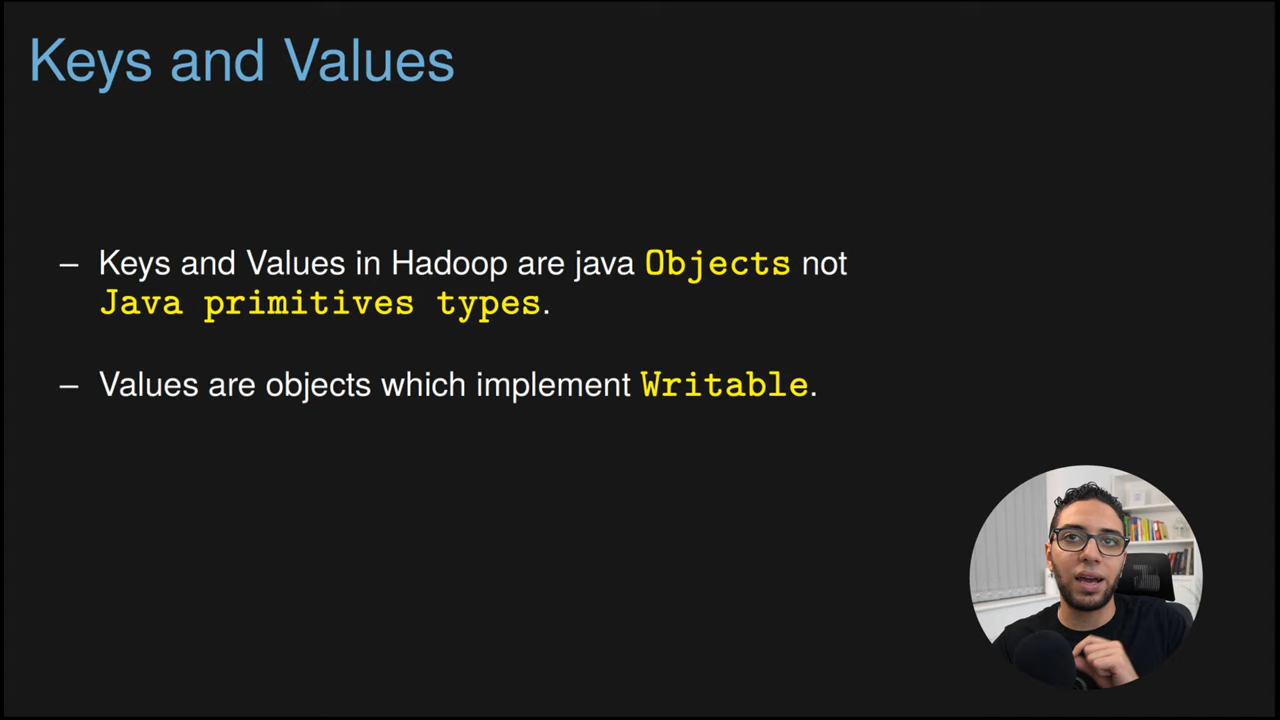 Keys and Values
– Keys and Values in Hadoop are java Objects not
Java primitives types.
– Values are objects which implement Writable.